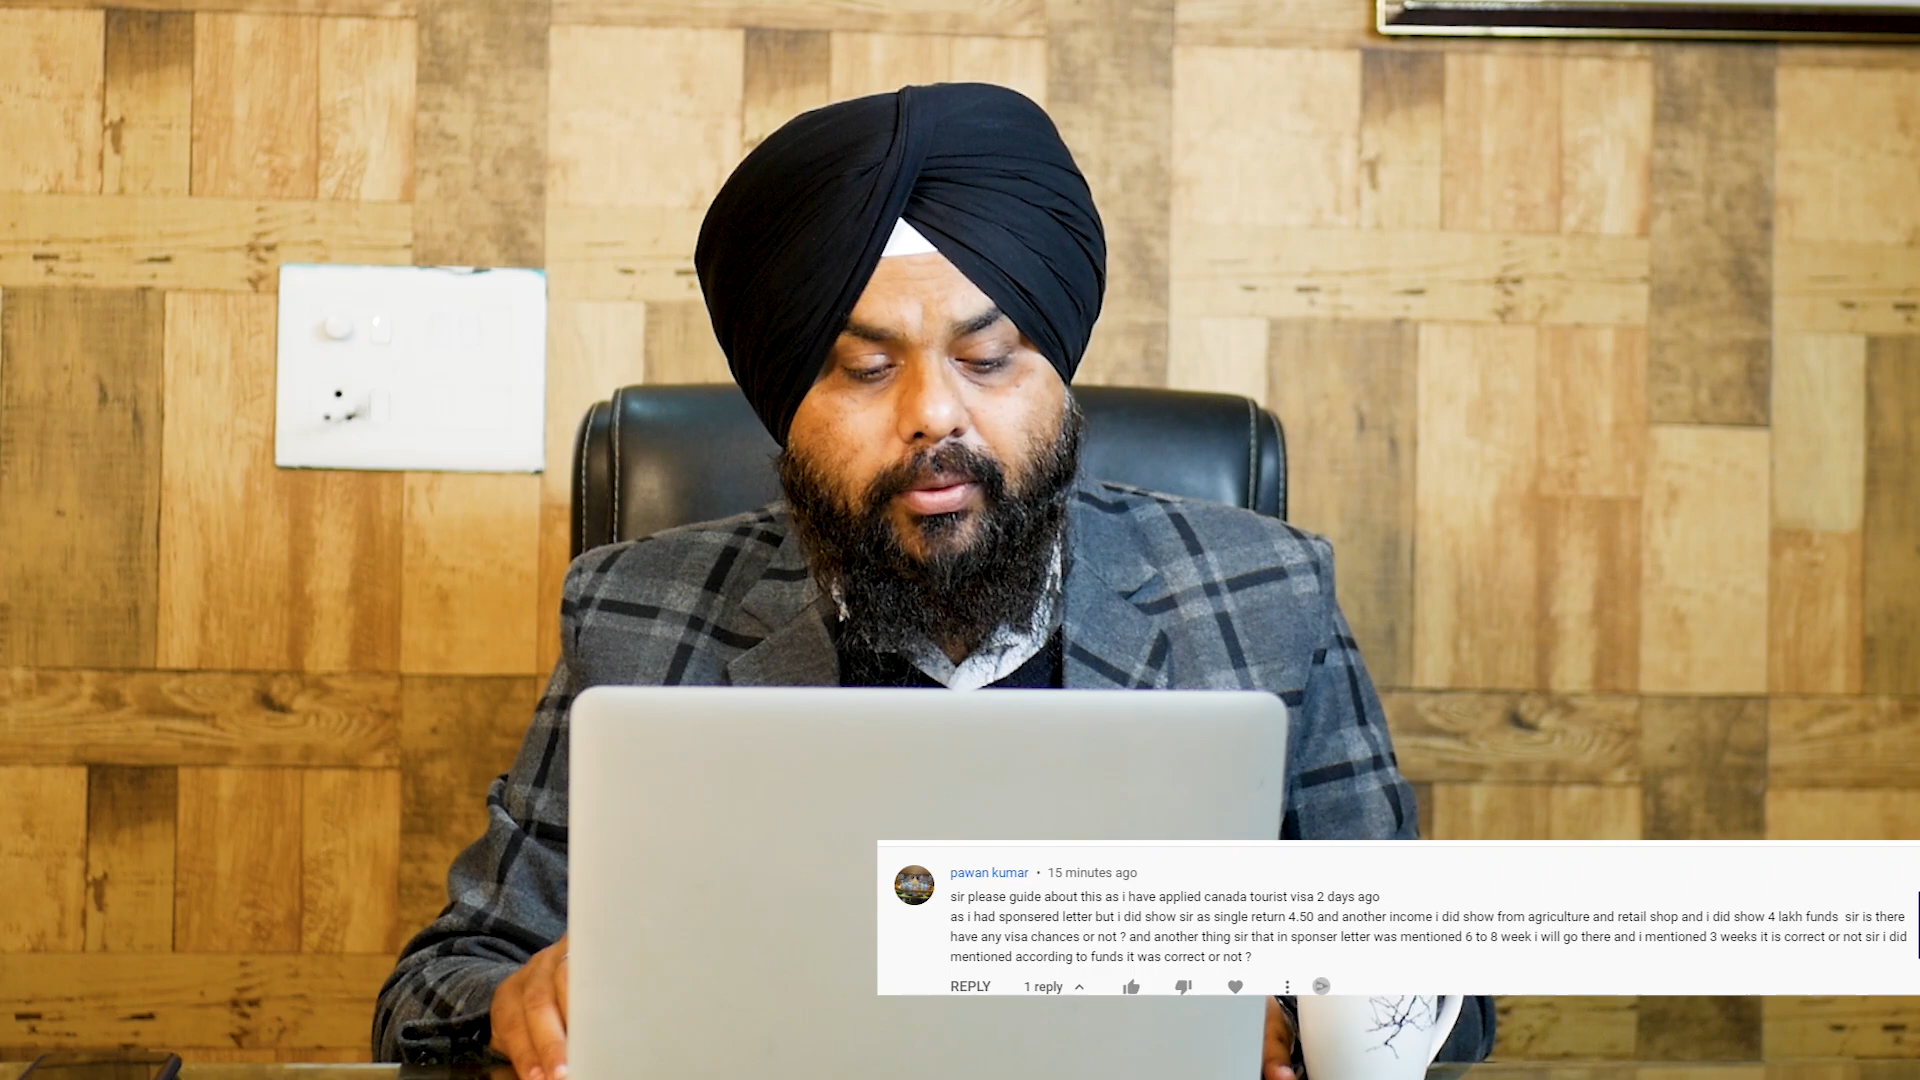 pawan kumar • 15 minutes ago
sir please guide about this as i have applied canada tourist visa 2 days ago
as i had sponsered letter but i did show sir as single return 4.50 and another income i did show from agriculture and retail shop and i did show 4 lakh funds sir is there
have any visa chances or not ? and another thing sir that in sponser letter was mentioned 6 to 8 week i will go there and i mentioned 3 weeks it is correct or not sir i did
mentioned according to funds it was correct or not ?
REPLY 1 reply